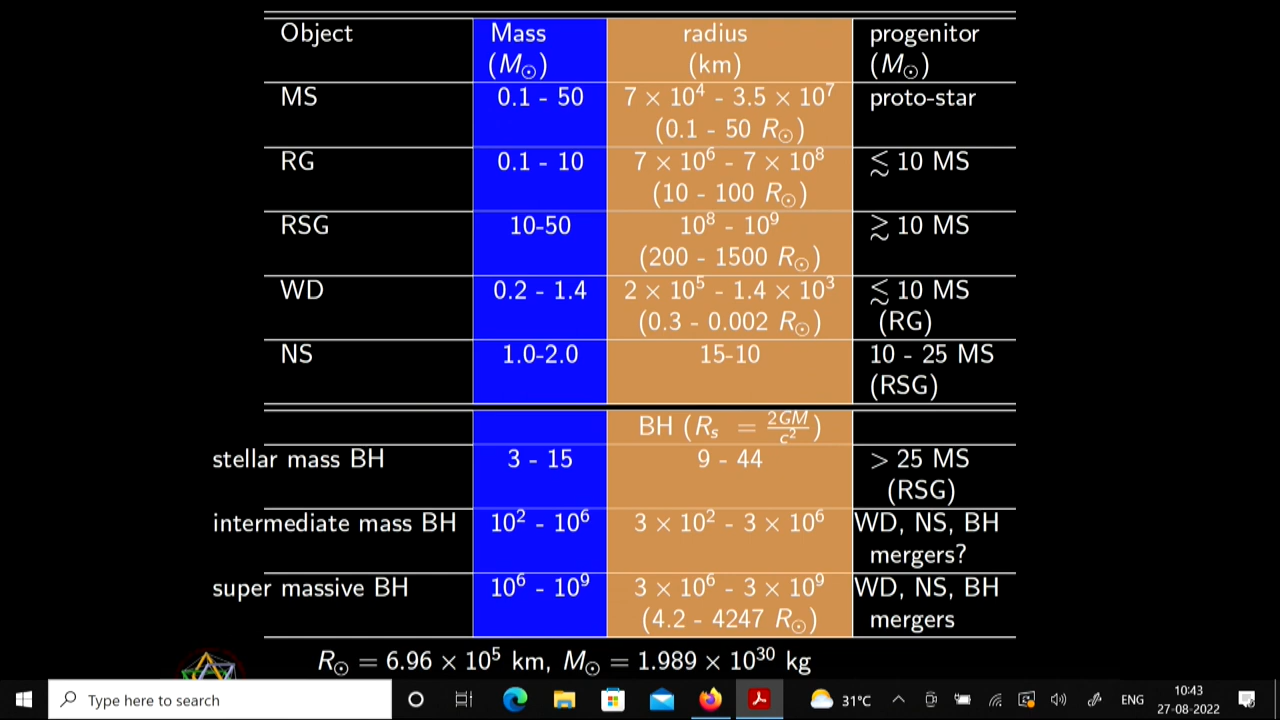 Object Mass radius progenitor
(M☉) (km) (M☉)
MS 0.1 - 50 7 × 10⁴ - 3.5 × 10⁷ proto-star
(0.1 - 50 R☉)
RG 0.1 - 10 7 × 10⁶ - 7 × 10⁸ ≲ 10 MS
(10 - 100 R☉)
RSG 10-50 10⁸ - 10⁹ ≳ 10 MS
(200 - 1500 R☉)
WD 0.2 - 1.4 2 × 10⁵ - 1.4 × 10³ ≲ 10 MS
(0.3 - 0.002 R☉) (RG)
NS 1.0-2.0 15-10 10 - 25 MS
(RSG)
BH (Rₛ = 2GM/c²)
stellar mass BH 3 - 15 9 - 44 > 25 MS
(RSG)
intermediate mass BH 10² - 10⁶ 3 × 10² - 3 × 10⁶ WD, NS, BH
mergers?
super massive BH 10⁶ - 10⁹ 3 × 10⁶ - 3 × 10⁹ WD, NS, BH
(4.2 - 4247 R☉) mergers
R☉ = 6.96 × 10⁵ km, M☉ = 1.989 × 10³⁰ kg
Type here to search 31°C ENG 10:43
27-08-2022